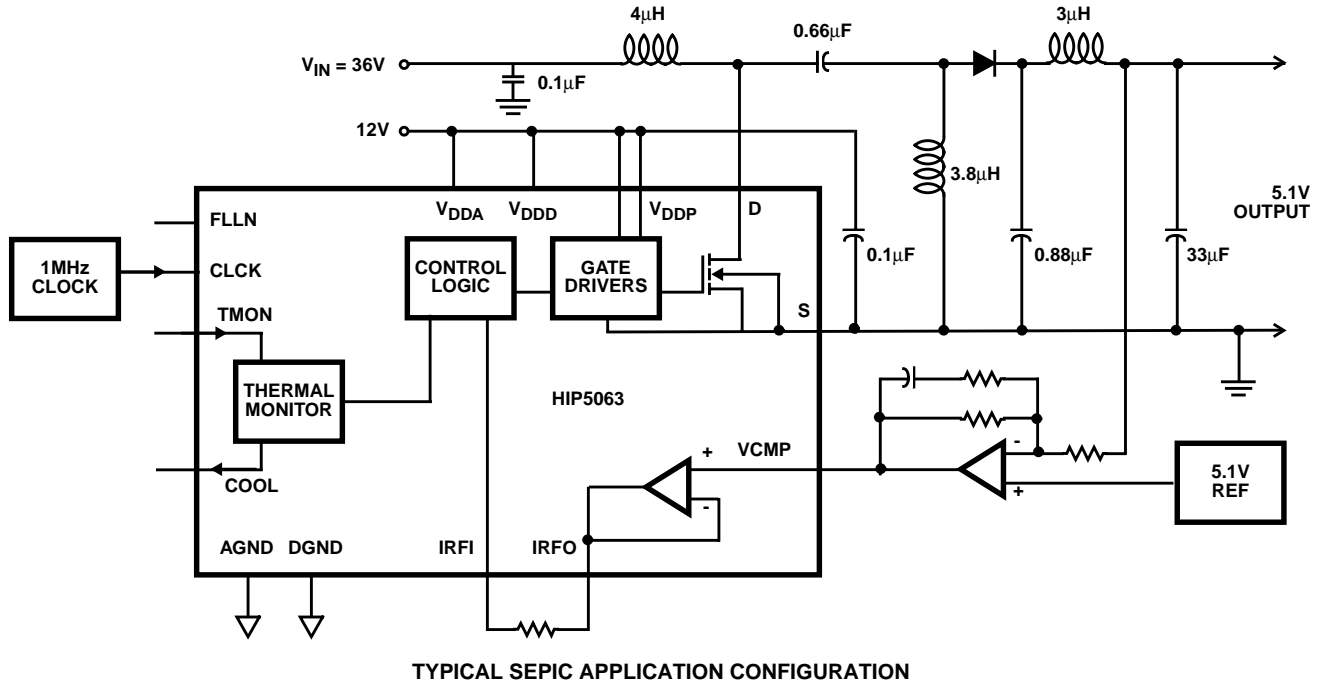 4μH
0.66μF
3μH
VIN = 36V
0.1μF
12V
3.8μH
5.1V
OUTPUT
VDDA
VDDD
VDDP
D
FLLN
1MHz
CLOCK
CLCK
CONTROL
LOGIC
GATE
DRIVERS
0.1μF
0.88μF
33μF
TMON
S
THERMAL
MONITOR
HIP5063
COOL
+
VCMP
-
-
+
5.1V
REF
AGND
DGND
IRFI
IRFO
TYPICAL SEPIC APPLICATION CONFIGURATION